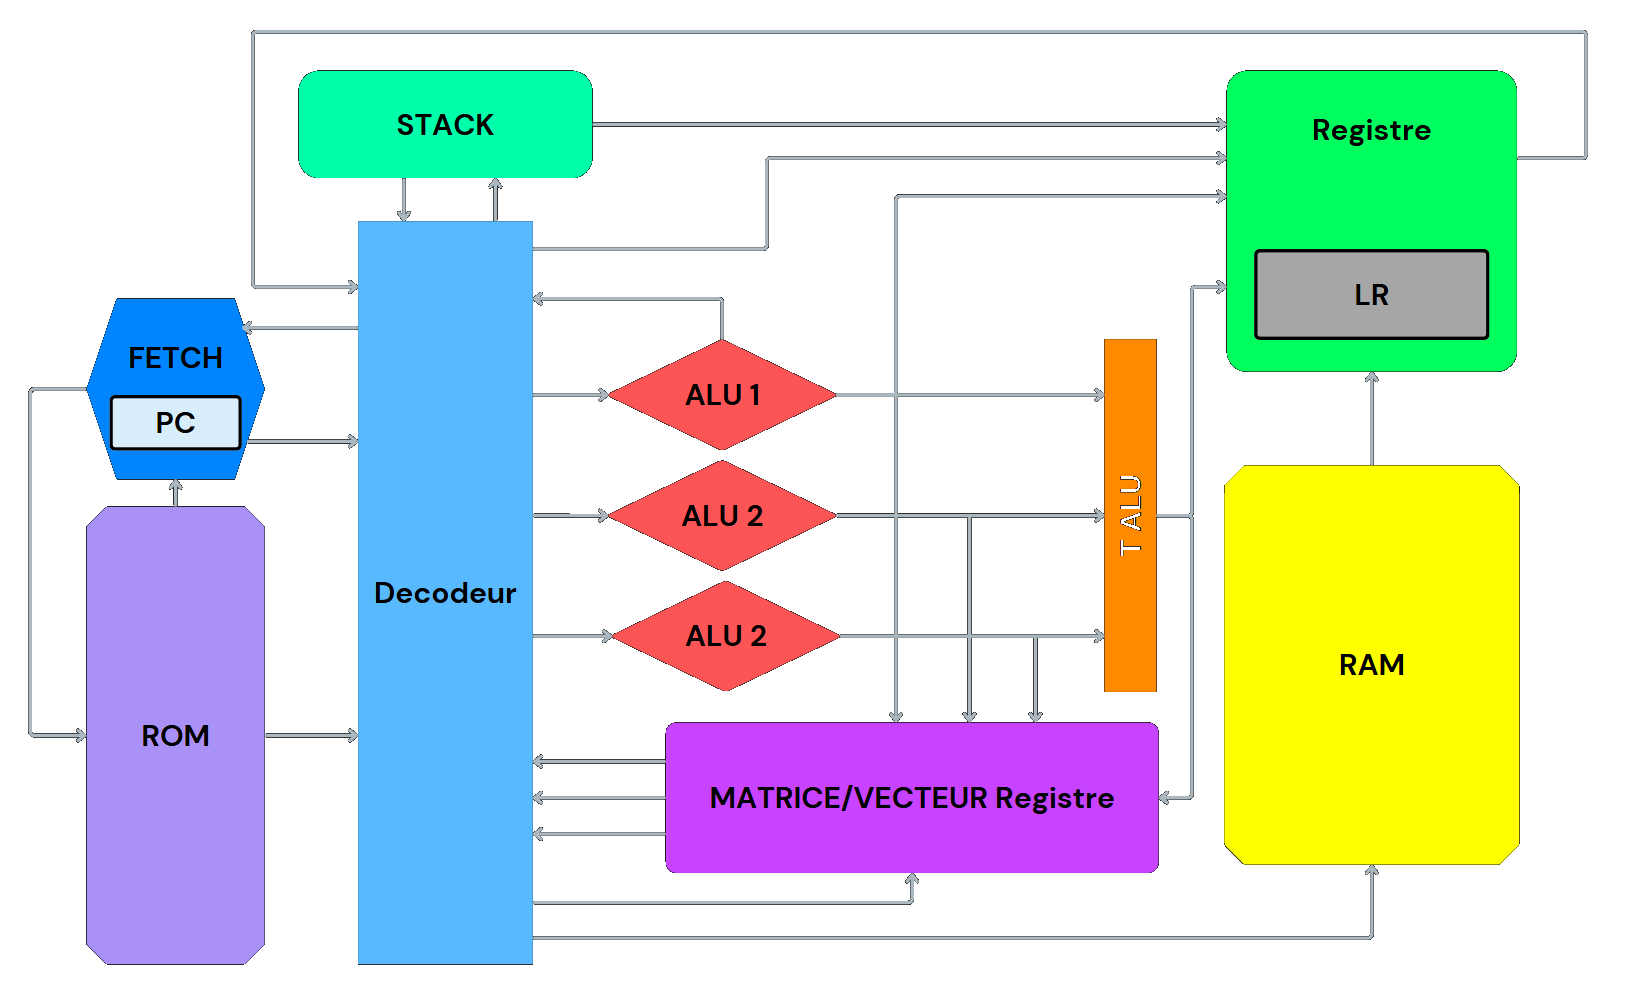 STACK
Registre
LR
FETCH
PC
ALU 1
ALU 2
T ALU
Decodeur
ALU 2
RAM
ROM
MATRICE/VECTEUR Registre